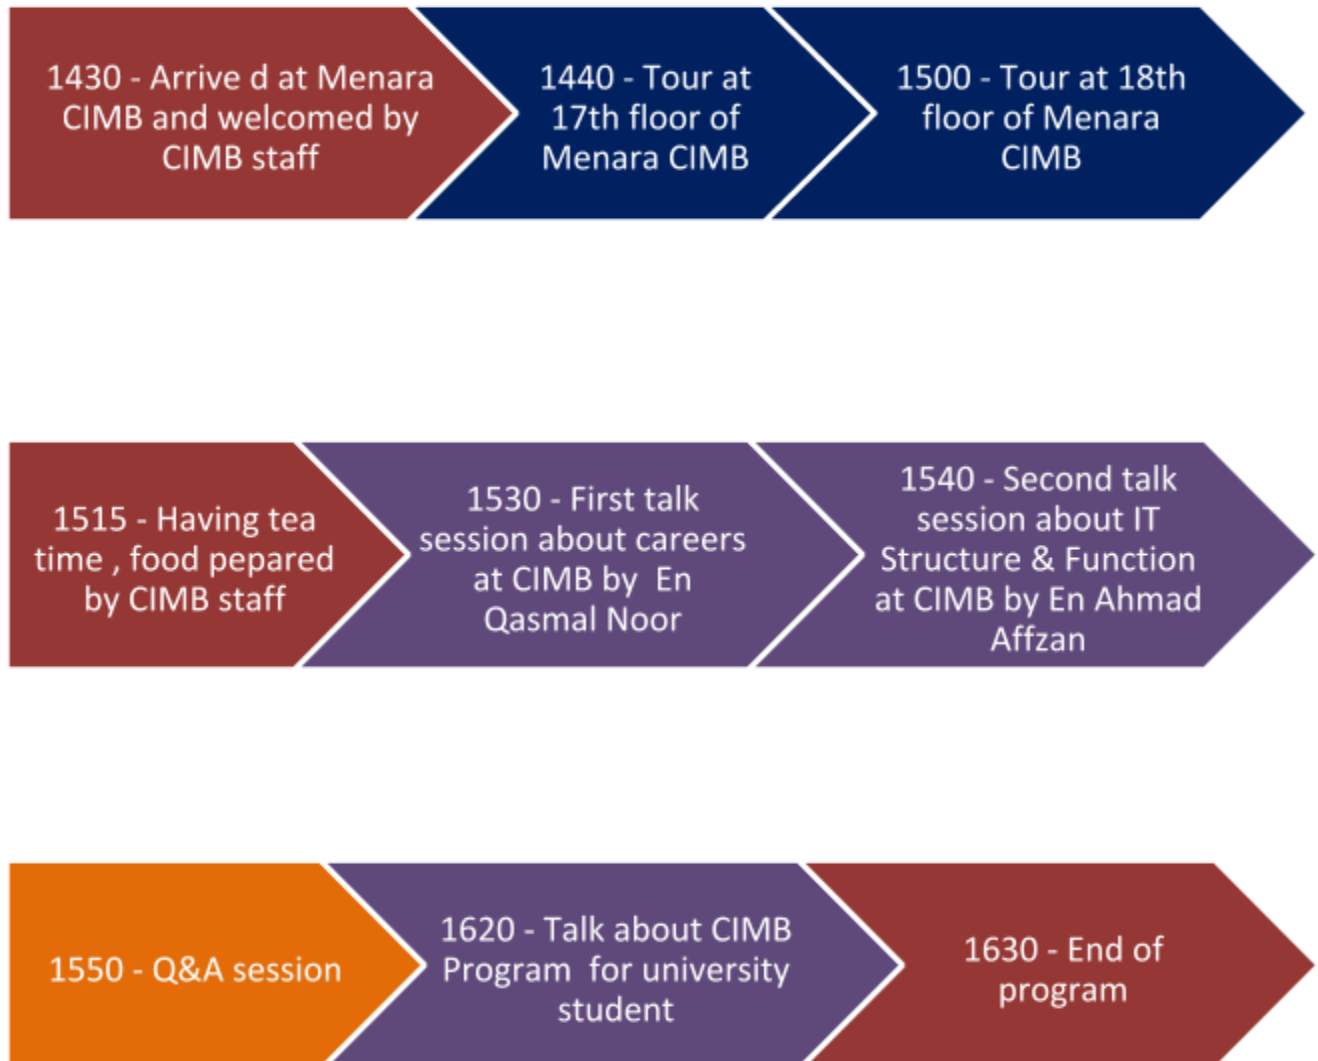 1430 - Arrive d at Menara
CIMB and welcomed by
CIMB staff
1440 - Tour at
17th floor of
Menara CIMB
1500 - Tour at 18th
floor of Menara
CIMB
1515 - Having tea
time , food pepared
by CIMB staff
1530 - First talk
session about careers
at CIMB by  En
Qasmal Noor
1540 - Second talk
session about IT
Structure & Function
at CIMB by En Ahmad
Affzan
1550 - Q&A session
1620 - Talk about CIMB
Program  for university
student
1630 - End of
program